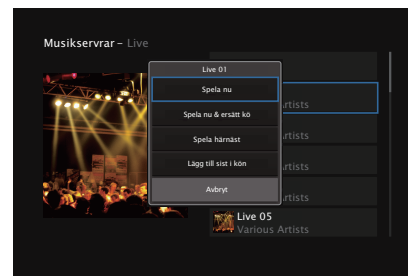 Musikservrar – Live
Live 01
Spela nu
Spela nu & ersätt kö
Spela härnäst
Lägg till sist i kön
Avbryt
Artists
Artists
Artists
Artists
Live 05
Various Artists